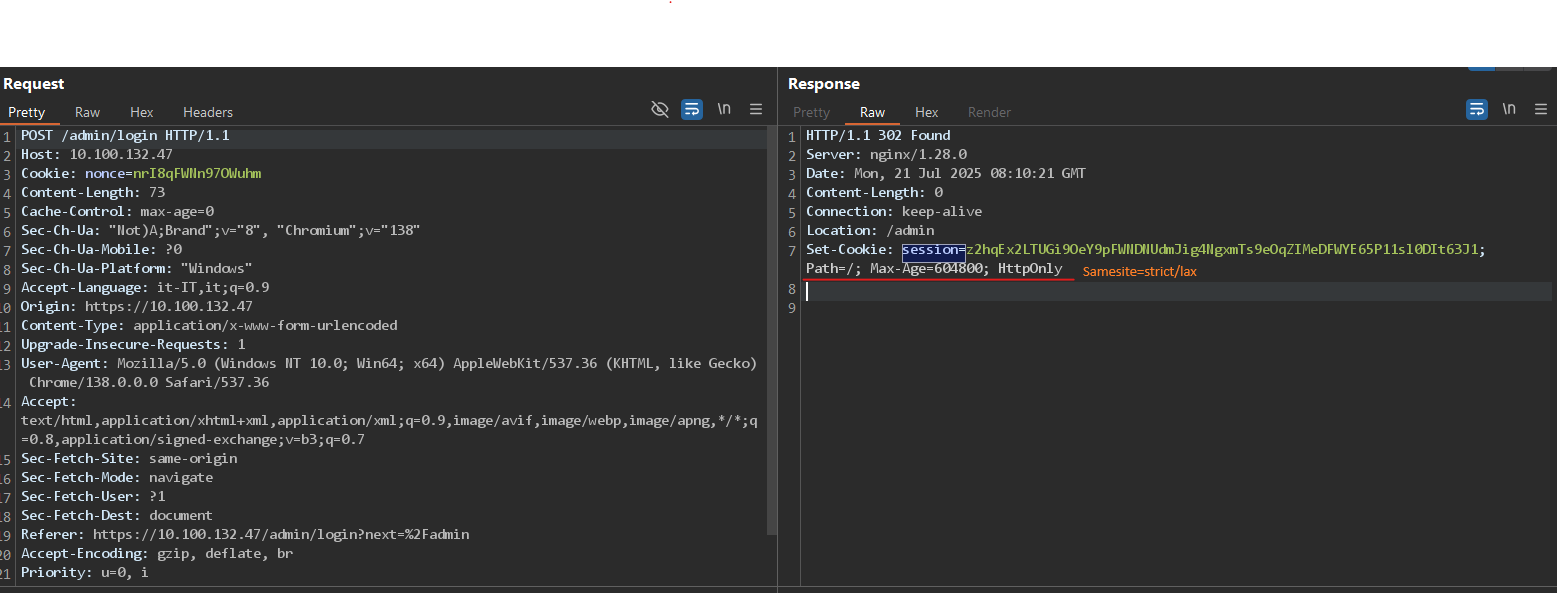 Request
Response
Pretty Raw Hex Headers
\n
Pretty Raw Hex Render
\n
1 POST /admin/login HTTP/1.1
2 Host: 10.100.132.47
3 Cookie: nonce=nrI8qFWNn97OWuhm
4 Content-Length: 73
5 Cache-Control: max-age=0
6 Sec-Ch-Ua: "Not)A;Brand";v="8", "Chromium";v="138"
7 Sec-Ch-Ua-Mobile: ?0
8 Sec-Ch-Ua-Platform: "Windows"
9 Accept-Language: it-IT,it;q=0.9
10 Origin: https://10.100.132.47
11 Content-Type: application/x-www-form-urlencoded
12 Upgrade-Insecure-Requests: 1
13 User-Agent: Mozilla/5.0 (Windows NT 10.0; Win64; x64) AppleWebKit/537.36 (KHTML, like Gecko)
Chrome/138.0.0.0 Safari/537.36
14 Accept:
text/html,application/xhtml+xml,application/xml;q=0.9,image/avif,image/webp,image/apng,*/*;q
=0.8,application/signed-exchange;v=b3;q=0.7
15 Sec-Fetch-Site: same-origin
16 Sec-Fetch-Mode: navigate
17 Sec-Fetch-User: ?1
18 Sec-Fetch-Dest: document
19 Referer: https://10.100.132.47/admin/login?next=%2Fadmin
20 Accept-Encoding: gzip, deflate, br
21 Priority: u=0, i
1 HTTP/1.1 302 Found
2 Server: nginx/1.28.0
3 Date: Mon, 21 Jul 2025 08:10:21 GMT
4 Content-Length: 0
5 Connection: keep-alive
6 Location: /admin
7 Set-Cookie: session=z2hqEx2LTUGi9OeY9pFWNDNUdmJig4NgxmTs9eOqZIMeDFWYE65P11sl0DIt63J1;
Path=/; Max-Age=604800; HttpOnly Samesite=strict/lax
8
9